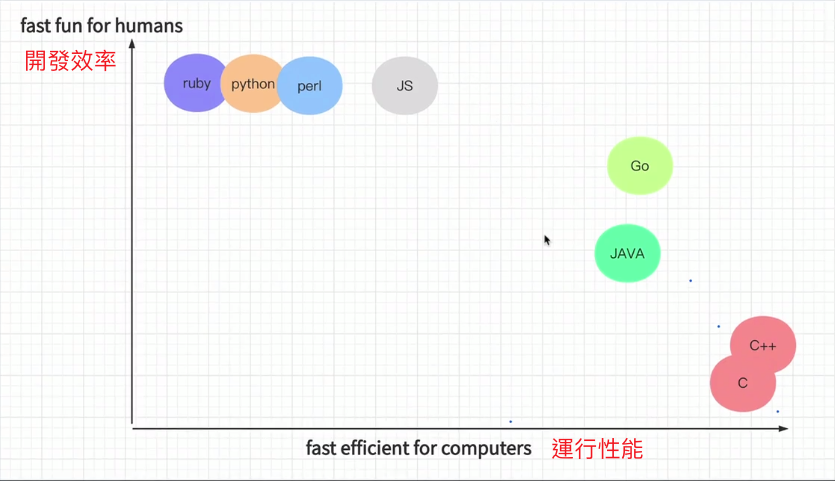 fast fun for humans
開發效率
ruby
python
perl
JS
Go
JAVA
C++
C
fast efficient for computers 運行性能